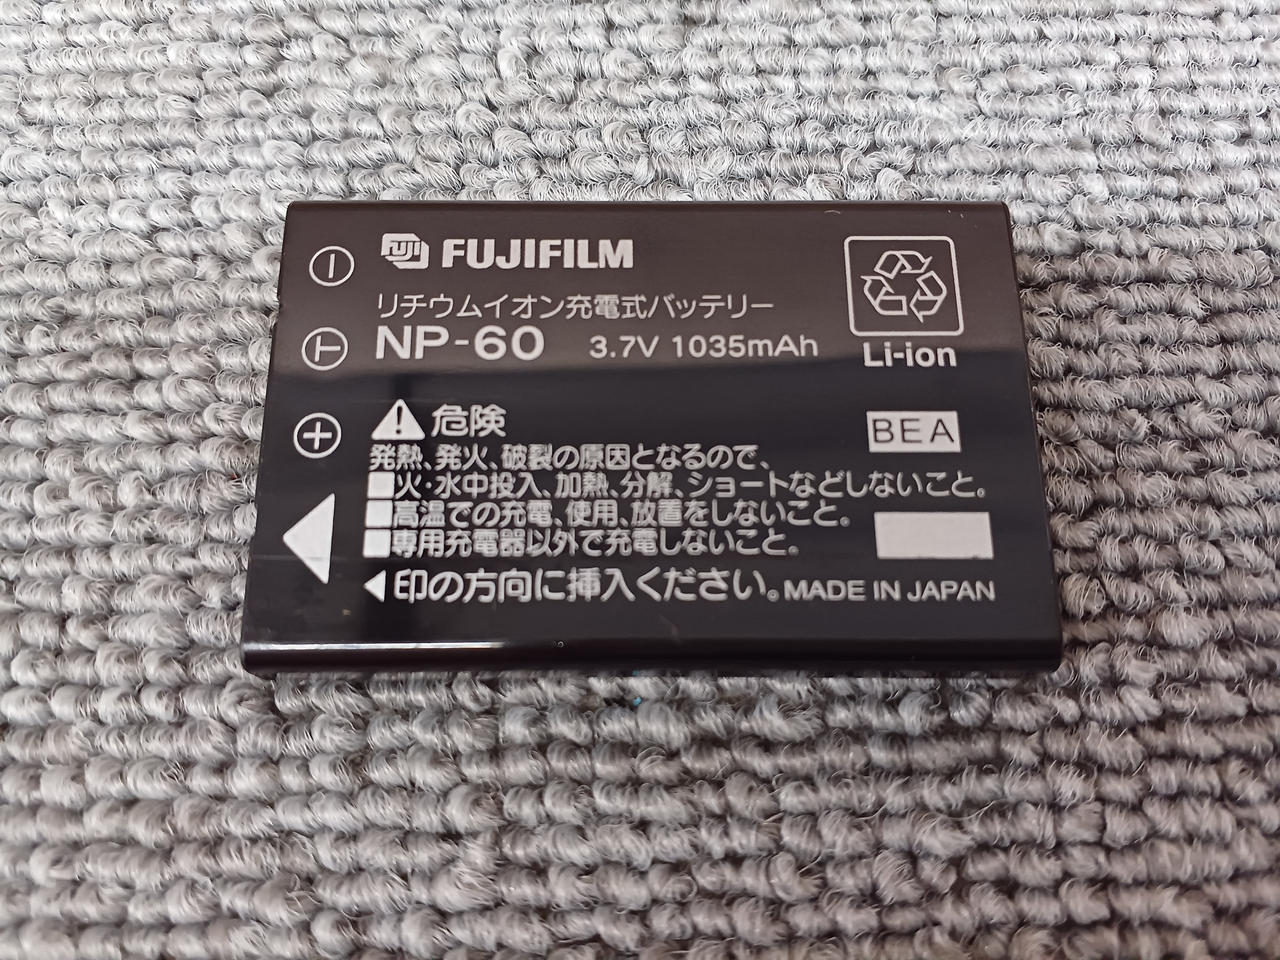 FUJI FUJIFILM
リチウムイオン充電式バッテリー
NP-60 3.7V 1035mAh
Li-ion
− T +
危険
BEA
発熱、発火、破裂の原因となるので、
■火・水中投入、加熱、分解、ショートなどしないこと。
■高温での充電、使用、放置をしないこと。
■専用充電器以外で充電しないこと。
◀印の方向に挿入ください。MADE IN JAPAN